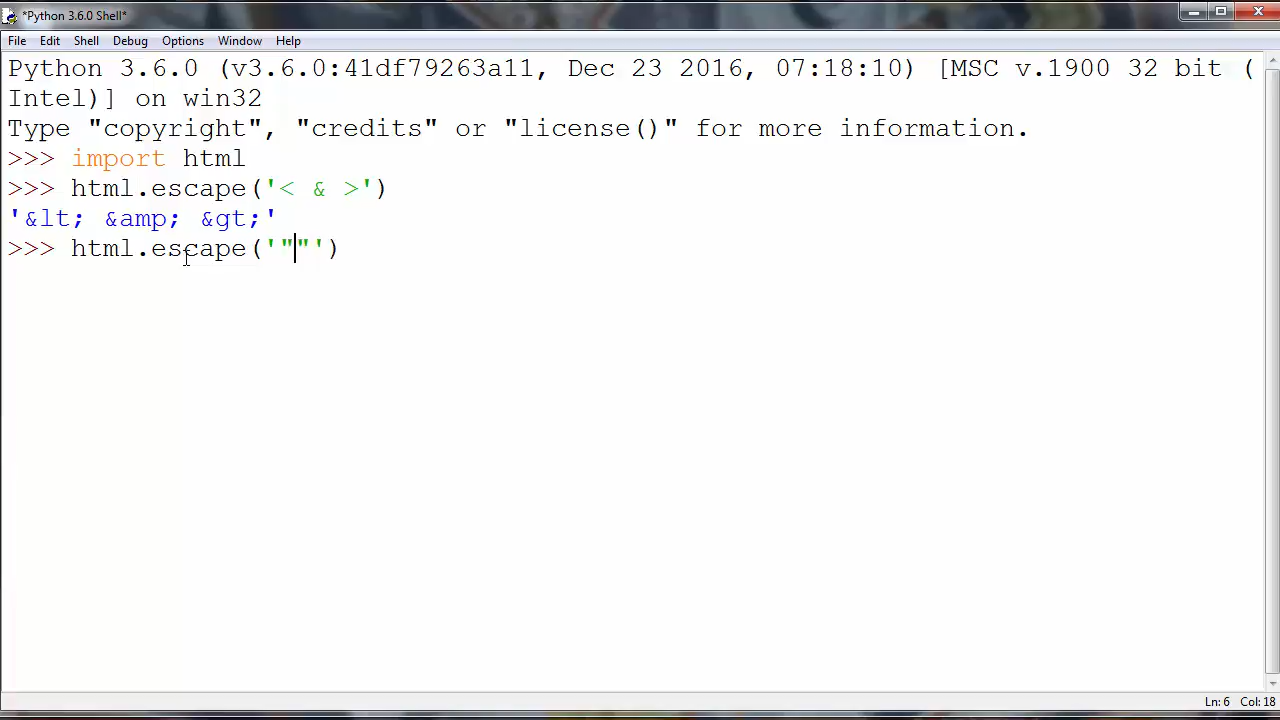 *Python 3.6.0 Shell*
File Edit Shell Debug Options Window Help
Python 3.6.0 (v3.6.0:41df79263a11, Dec 23 2016, 07:18:10) [MSC v.1900 32 bit (
Intel)] on win32
Type "copyright", "credits" or "license()" for more information.
>>> import html
>>> html.escape('< & >')
'&lt; &amp; &gt;'
>>> html.escape('""')
Ln: 6 Col: 18